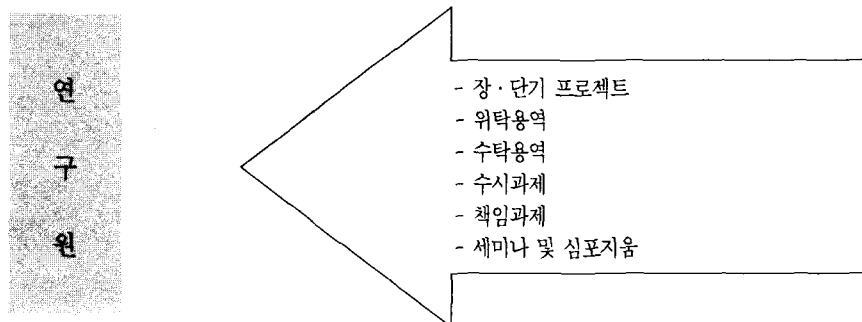 연
구
원
- 장·단기 프로젝트
- 위탁용역
- 수탁용역
- 수시과제
- 책임과제
- 세미나 및 심포지움